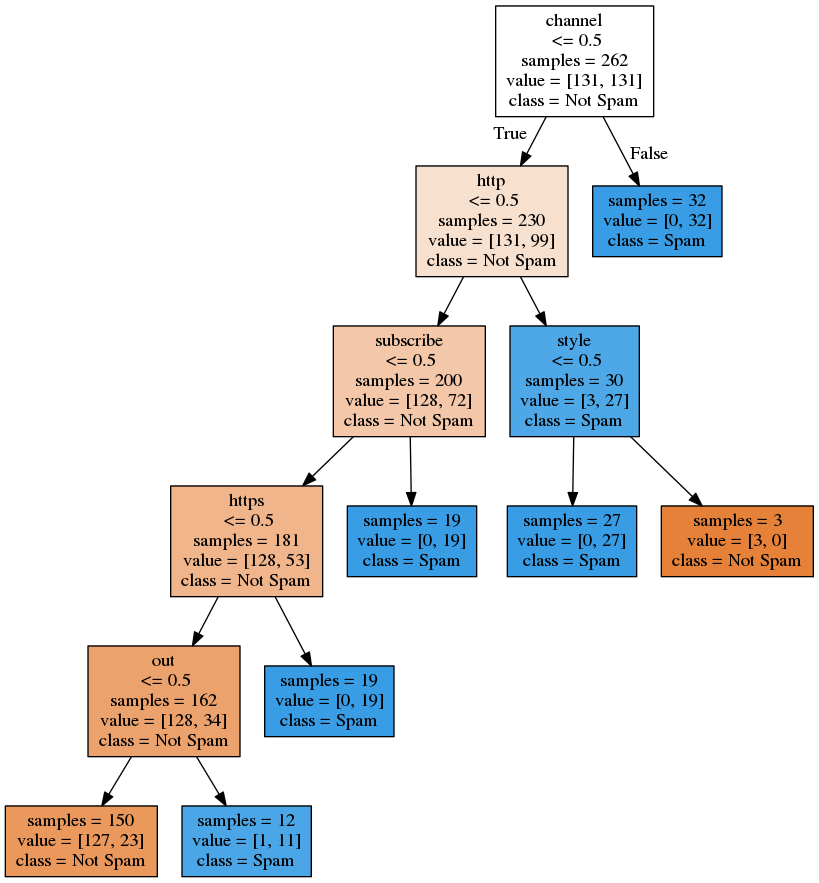 channel
<= 0.5
samples = 262
value = [131, 131]
class = Not Spam
True
False
http
<= 0.5
samples = 230
value = [131, 99]
class = Not Spam
samples = 32
value = [0, 32]
class = Spam
subscribe
<= 0.5
samples = 200
value = [128, 72]
class = Not Spam
style
<= 0.5
samples = 30
value = [3, 27]
class = Spam
https
<= 0.5
samples = 181
value = [128, 53]
class = Not Spam
samples = 19
value = [0, 19]
class = Spam
samples = 27
value = [0, 27]
class = Spam
samples = 3
value = [3, 0]
class = Not Spam
out
<= 0.5
samples = 162
value = [128, 34]
class = Not Spam
samples = 19
value = [0, 19]
class = Spam
samples = 150
value = [127, 23]
class = Not Spam
samples = 12
value = [1, 11]
class = Spam